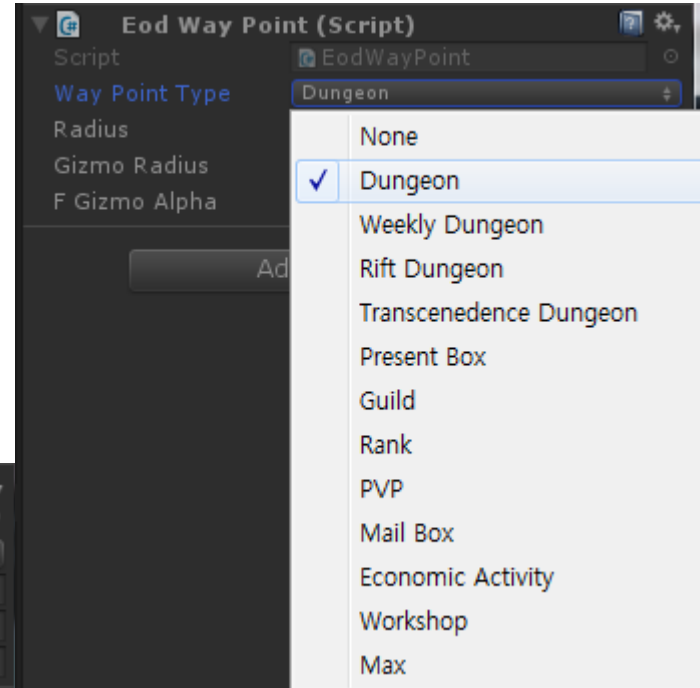 Eod Way Point (Script)
Script EodWayPoint
Way Point Type Dungeon
Radius
Gizmo Radius
F Gizmo Alpha
Ad
None
Dungeon
Weekly Dungeon
Rift Dungeon
Transcenedence Dungeon
Present Box
Guild
Rank
PVP
Mail Box
Economic Activity
Workshop
Max